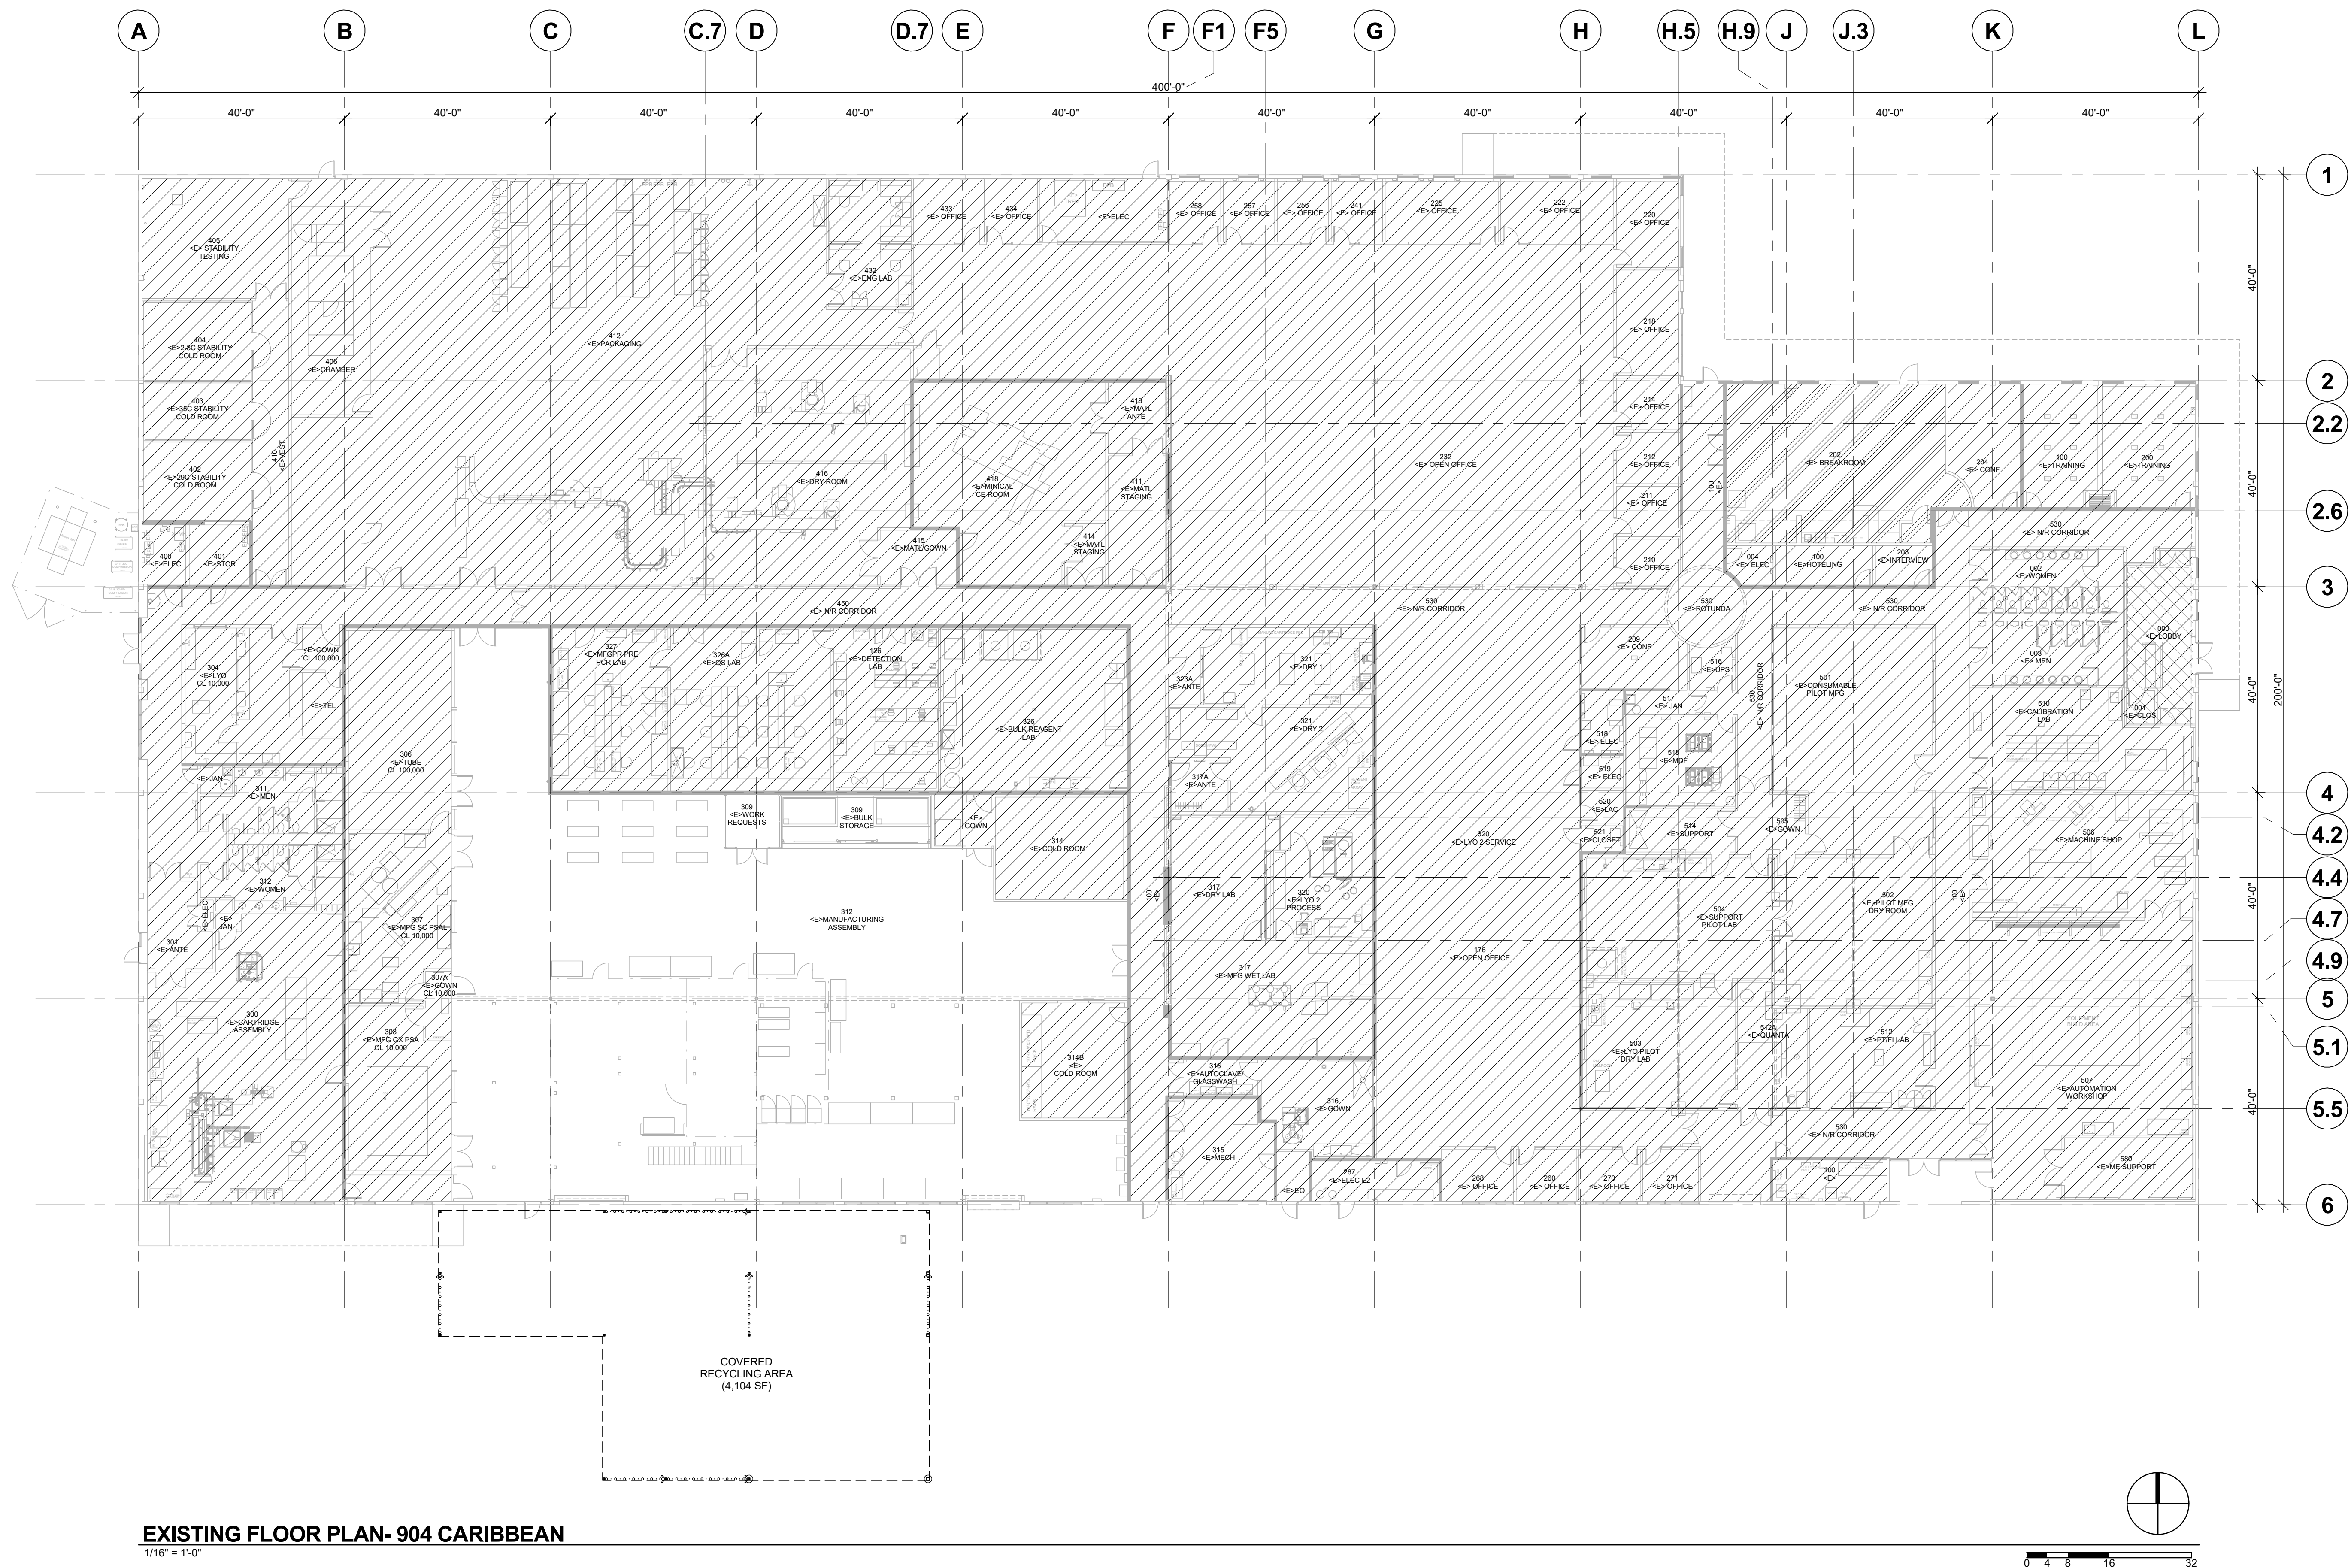 A
B
C
C.7
D
D.7
E
F
F1
F5
G
H
H.5
H.9
J
J.3
K
L
400'-0"
40'-0"
40'-0"
40'-0"
40'-0"
40'-0"
40'-0"
40'-0"
40'-0"
40'-0"
40'-0"
1
2
2.2
2.6
3
4
4.2
4.4
4.7
4.9
5
5.1
5.5
6
40'-0"
40'-0"
40'-0"
40'-0"
40'-0"
200'-0"
405
<E> STABILITY
TESTING
404
<E>2-8C STABILITY
COLD ROOM
403
<E>35C STABILITY
COLD ROOM
402
<E>29C STABILITY
COLD ROOM
400
<E>ELEC
401
<E>STOR
406
<E>CHAMBER
410
<E>VEST.
412
<E>PACKAGING
432
<E>ENG LAB
433
<E> OFFICE
434
<E> OFFICE
<E>ELEC
258
<E> OFFICE
257
<E> OFFICE
256
<E> OFFICE
241
<E> OFFICE
225
<E> OFFICE
222
<E> OFFICE
220
<E> OFFICE
218
<E> OFFICE
214
<E> OFFICE
212
<E> OFFICE
211
<E> OFFICE
210
<E> OFFICE
413
<E>MATL
ANTE
416
<E>DRY ROOM
418
<E>MINICAL
CE ROOM
411
<E>MATL
STAGING
414
<E>MATL
STAGING
415
<E>MATL/GOWN
232
<E> OPEN OFFICE
100
<E>
202
<E> BREAKROOM
204
<E> CONF
100
<E>TRAINING
200
<E>TRAINING
004
<E> ELEC
100
<E>HOTELING
203
<E>INTERVIEW
530
<E> N/R CORRIDOR
002
<E>WOMEN
450
<E> N/R CORRIDOR
530
<E> N/R CORRIDOR
530
<E>ROTUNDA
530
<E> N/R CORRIDOR
000
<E>LOBBY
003
<E> MEN
001
<E>CLOS
510
<E>CALIBRATION
LAB
<E>GOWN
CL 100,000
304
<E>LYO
CL 10,000
<E>TEL
306
<E>TUBE
CL 100,000
327
<E>MFGPR PRE
PCR LAB
326A
<E>QS LAB
126
<E>DETECTION
LAB
326
<E>BULK REAGENT
LAB
323A
<E>ANTE
321
<E>DRY 1
321
<E>DRY 2
317A
<E>ANTE
209
<E> CONF
516
<E>UPS
517
<E> JAN
518
<E> ELEC
518
<E>MDF
519
<E> ELEC
520
<E>LAC
521
<E>CLOSET
514
<E>SUPPORT
530
<E> N/R CORRIDOR
501
<E>CONSUMABLE
PILOT MFG
505
<E>GOWN
506
<E>MACHINE SHOP
<E>JAN
311
<E>MEN
312
<E>WOMEN
<E>ELEC
<E>
JAN
301
<E>ANTE
307
<E>MFG SC PSAL
CL 10,000
307A
<E>GOWN
CL 10,000
300
<E>CARTRIDGE
ASSEMBLY
308
<E>MFG GX PSA
CL 10,000
309
<E>WORK
REQUESTS
309
<E>BULK
STORAGE
<E>
GOWN
314
<E>COLD ROOM
312
<E>MANUFACTURING
ASSEMBLY
100
<E>
317
<E>DRY LAB
320
<E>LYO 2
PROCESS
320
<E>LYO 2 SERVICE
317
<E>MFG WET LAB
176
<E>OPEN OFFICE
504
<E>SUPPORT
PILOT LAB
502
<E>PILOT MFG
DRY ROOM
100
<E>
314B
<E>
COLD ROOM
316
<E>AUTOCLAVE/
GLASSWASH
316
<E>GOWN
503
<E>LYO PILOT
DRY LAB
512A
<E>QUANTA
512
<E>PT/FI LAB
EQUIPMENT
BUILD AREA
507
<E>AUTOMATION
WORKSHOP
530
<E> N/R CORRIDOR
315
<E>MECH
<E>EQ
267
<E>ELEC E2
268
<E> OFFICE
260
<E> OFFICE
270
<E> OFFICE
271
<E> OFFICE
100
<E>
580
<E>ME SUPPORT
COVERED
RECYCLING AREA
(4,104 SF)
EXISTING FLOOR PLAN- 904 CARIBBEAN
1/16" = 1'-0"
0 4 8 16 32